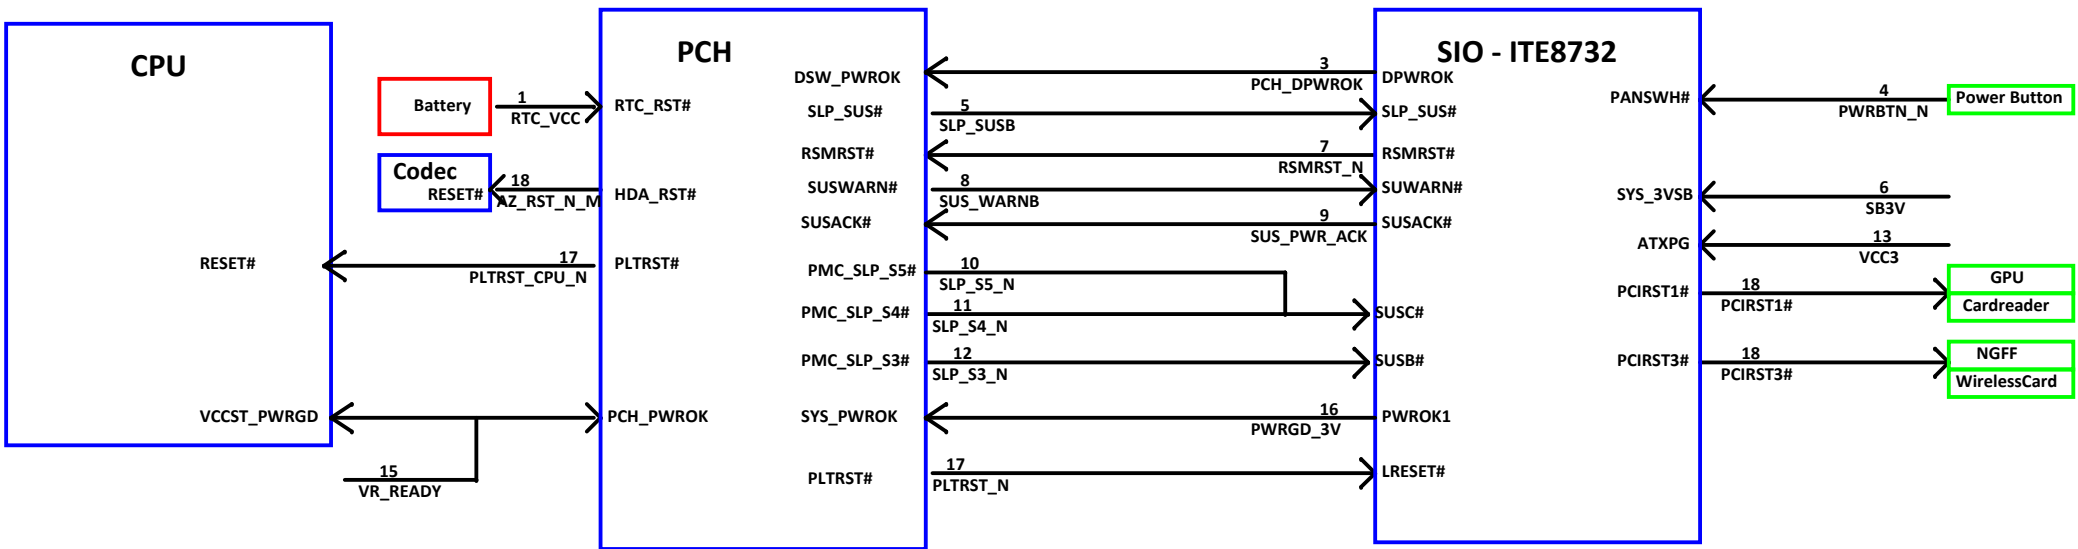 CPU
RESET#
VCCST_PWRGD
Battery
1
RTC_VCC
Codec
RESET#
18
AZ_RST_N_M
17
PLTRST_CPU_N
15
VR_READY
PCH
RTC_RST#
HDA_RST#
PLTRST#
PCH_PWROK
DSW_PWROK
SLP_SUS#
RSMRST#
SUSWARN#
SUSACK#
PMC_SLP_S5#
PMC_SLP_S4#
PMC_SLP_S3#
SYS_PWROK
PLTRST#
3
PCH_DPWROK
5
SLP_SUSB
7
RSMRST_N
8
SUS_WARNB
9
SUS_PWR_ACK
10
SLP_S5_N
11
SLP_S4_N
12
SLP_S3_N
16
PWRGD_3V
17
PLTRST_N
SIO - ITE8732
DPWROK
SLP_SUS#
RSMRST#
SUWARN#
SUSACK#
SUSC#
SUSB#
PWROK1
LRESET#
PANSWH#
SYS_3VSB
ATXPG
PCIRST1#
PCIRST3#
4
PWRBTN_N
Power Button
6
SB3V
13
VCC3
18
PCIRST1#
GPU
Cardreader
18
PCIRST3#
NGFF
WirelessCard